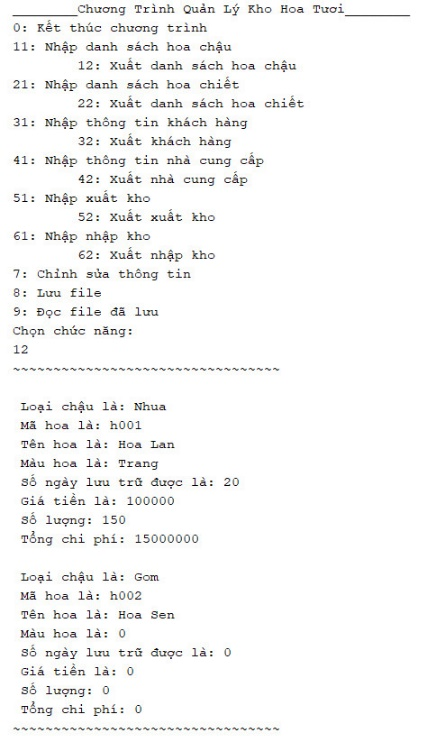 ________Chương Trình Quản Lý Kho Hoa Tươi________
0: Kết thúc chương trình
11: Nhập danh sách hoa chậu
12: Xuất danh sách hoa chậu
21: Nhập danh sách hoa chiết
22: Xuất danh sách hoa chiết
31: Nhập thông tin khách hàng
32: Xuất khách hàng
41: Nhập thông tin nhà cung cấp
42: Xuất nhà cung cấp
51: Nhập xuất kho
52: Xuất xuất kho
61: Nhập nhập kho
62: Xuất nhập kho
7: Chỉnh sửa thông tin
8: Lưu file
9: Đọc file đã lưu
Chọn chức năng:
12
~~~~~~~~~~~~~~~~~~~~~~~~~~~~~~~~~
Loại chậu là: Nhua
Mã hoa là: h001
Tên hoa là: Hoa Lan
Màu hoa là: Trang
Số ngày lưu trữ được là: 20
Giá tiền là: 100000
Số lượng: 150
Tổng chi phí: 15000000
Loại chậu là: Gom
Mã hoa là: h002
Tên hoa là: Hoa Sen
Màu hoa là: 0
Số ngày lưu trữ được là: 0
Giá tiền là: 0
Số lượng: 0
Tổng chi phí: 0
~~~~~~~~~~~~~~~~~~~~~~~~~~~~~~~~~